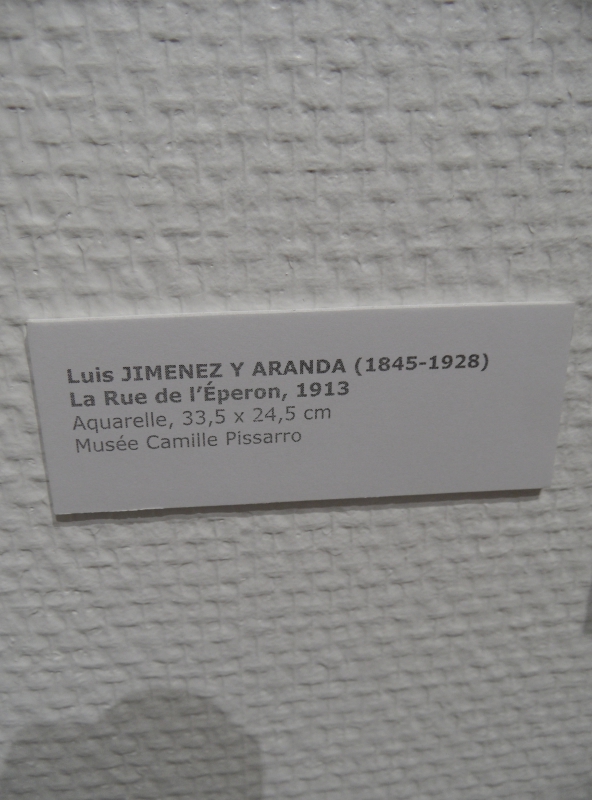 Luis JIMENEZ Y ARANDA (1845-1928)
La Rue de l'Éperon, 1913
Aquarelle, 33,5 x 24,5 cm
Musée Camille Pissarro